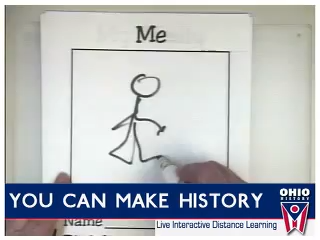 Me
YOU CAN MAKE HISTORY
OHIO
HISTORY
Name
Live Interactive Distance Learning